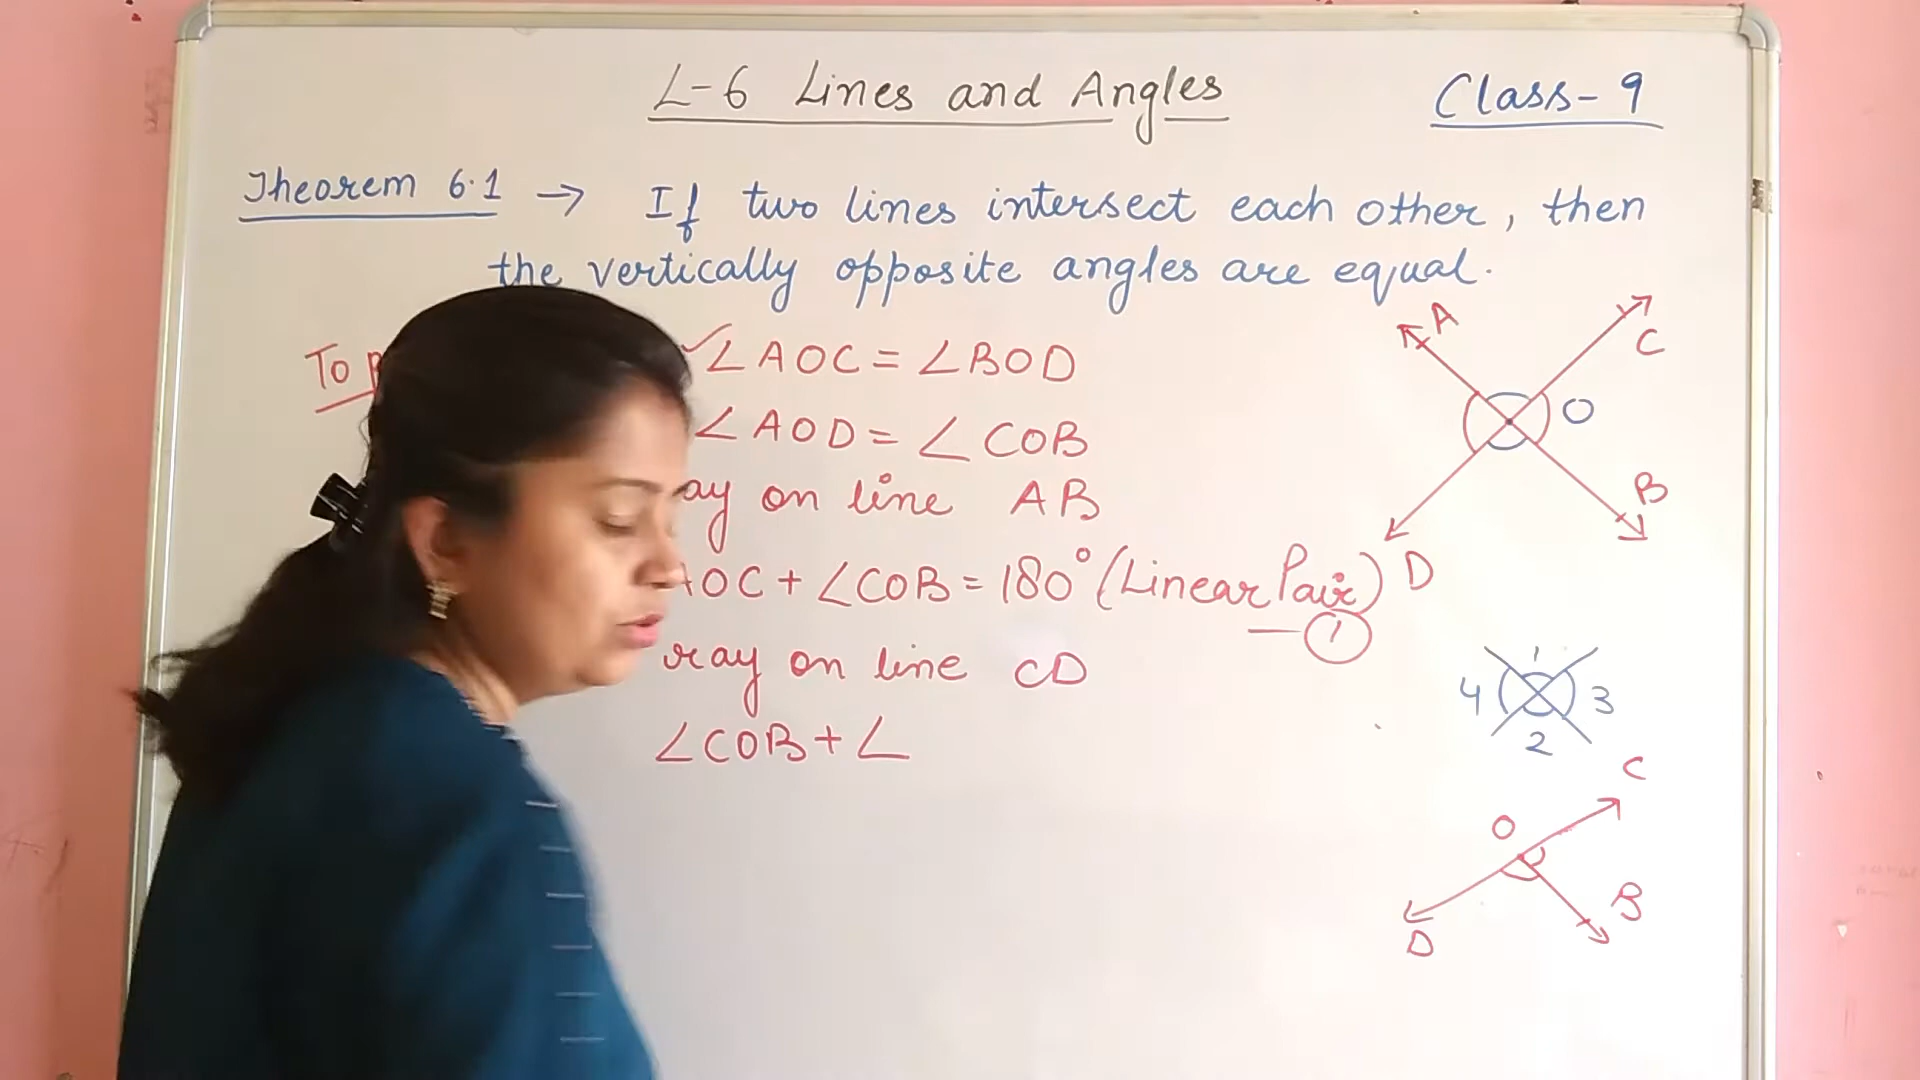 L-6 Lines and Angles
Class-9
Theorem 6.1 → If two lines intersect each other, then
the vertically opposite angles are equal.
To
✓∠AOC = ∠BOD
∠AOD = ∠COB
on line AB
AOC + ∠COB = 180° (Linear Pair)
— ①
ray on line CD
∠COB + ∠
A
C
O
B
D
1
4 3
2
C
O
B
D